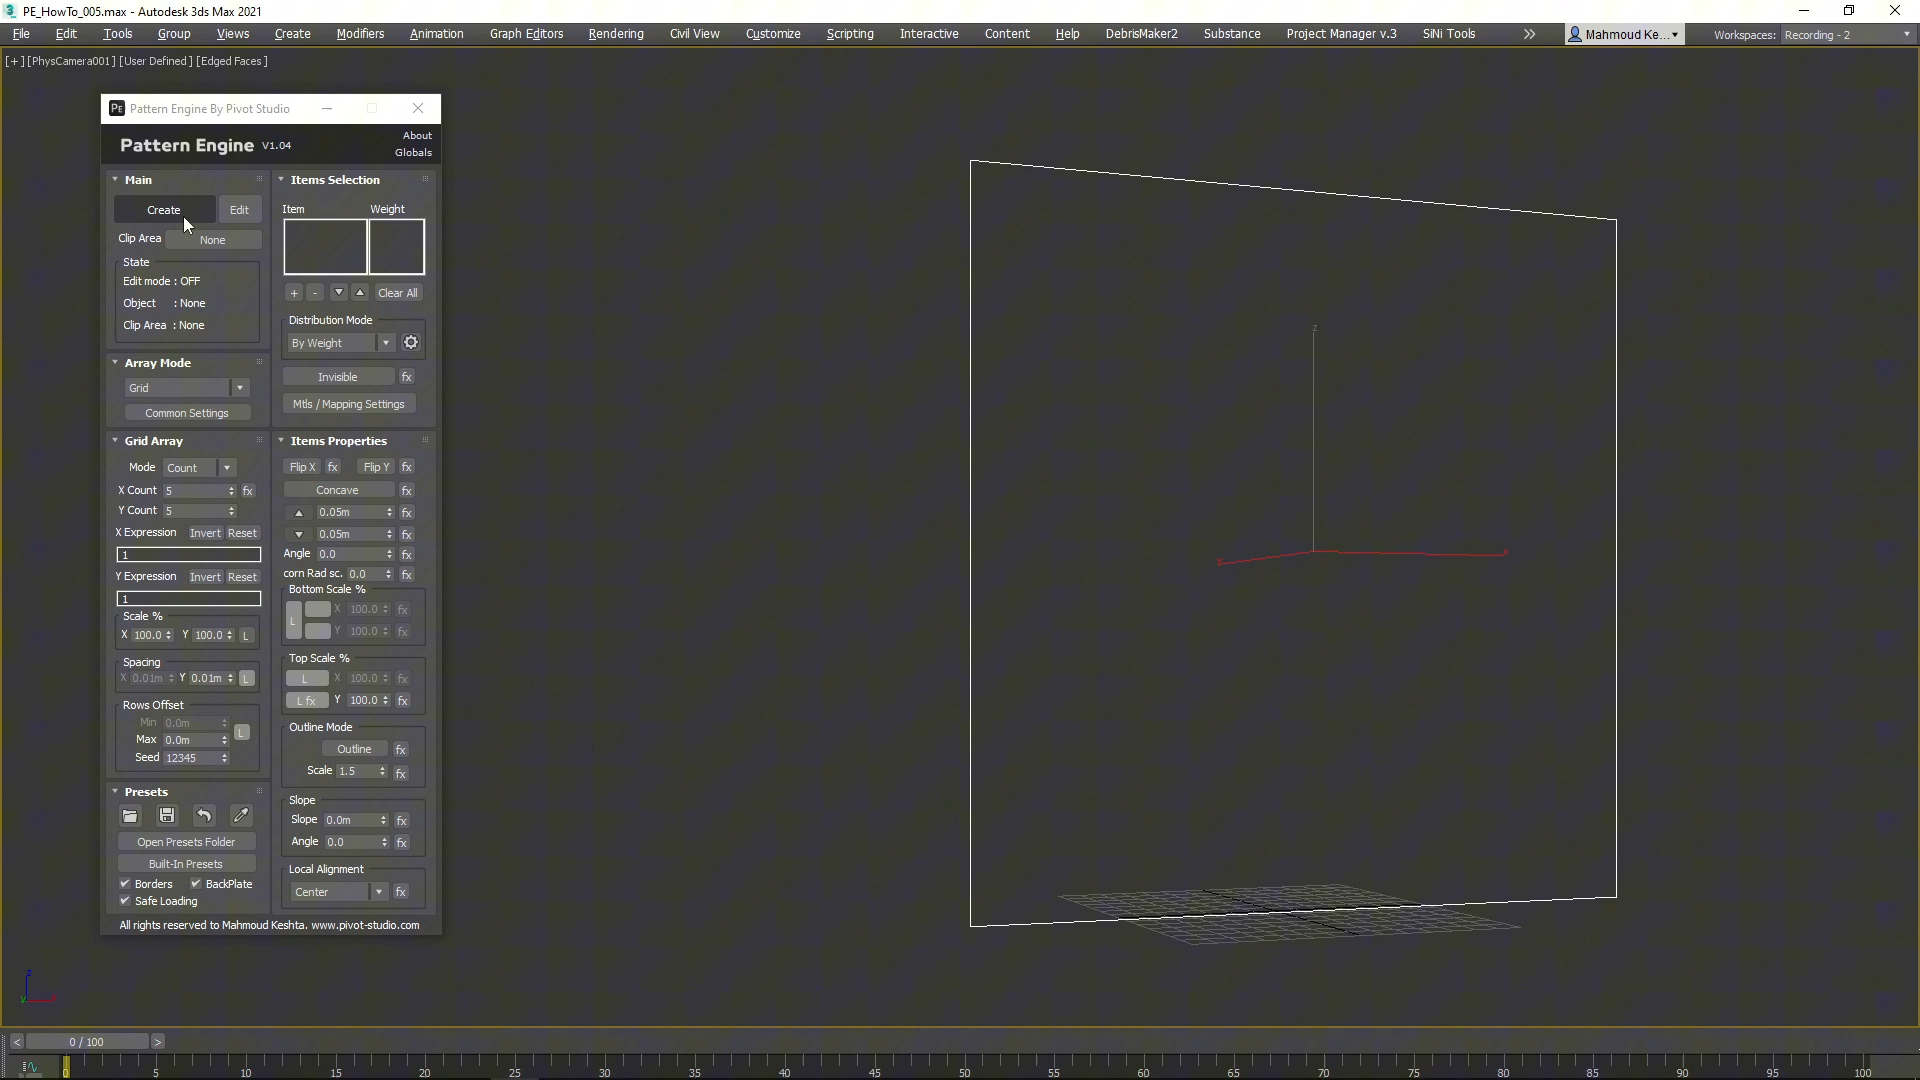 PE_HowTo_005.max - Autodesk 3ds Max 2021
File Edit Tools Group Views Create Modifiers Animation Graph Editors Rendering Civil View Customize Scripting Interactive Content Help DebrisMaker2 Substance Project Manager v.3 SiNi Tools Mahmoud Ke... Workspaces: Recording - 2
[+] [PhysCamera001] [User Defined ] [Edged Faces ]
PE Pattern Engine By Pivot Studio
Pattern Engine V1.04
About
Globals
Main
Create Edit
Clip Area None
State
Edit mode : OFF
Object : None
Clip Area : None
Array Mode
Grid
Common Settings
Grid Array
Mode Count
X Count 5 fx
Y Count 5
X Expression Invert Reset
1
Y Expression Invert Reset
1
Scale %
X 100.0 Y 100.0 L
Spacing
X 0.01m Y 0.01m L
Rows Offset
Min 0.0m
Max 0.0m
L
Seed 12345
Presets
Open Presets Folder
Built-In Presets
Borders BackPlate
Safe Loading
Items Selection
Item Weight
+ - Clear All
Distribution Mode
By Weight
Invisible fx
Mtls / Mapping Settings
Items Properties
Flip X fx Flip Y fx
Concave fx
0.05m fx
0.05m fx
Angle 0.0 fx
corn Rad sc. 0.0 fx
Bottom Scale %
L X 100.0 fx
Y 100.0 fx
Top Scale %
L X 100.0 fx
L fx Y 100.0 fx
Outline Mode
Outline fx
Scale 1.5 fx
Slope
Slope 0.0m fx
Angle 0.0 fx
Local Alignment
Center fx
All rights reserved to Mahmoud Keshta. www.pivot-studio.com
z
y x
z
y
< 0 / 100 >
0 5 10 15 20 25 30 35 40 45 50 55 60 65 70 75 80 85 90 95 100